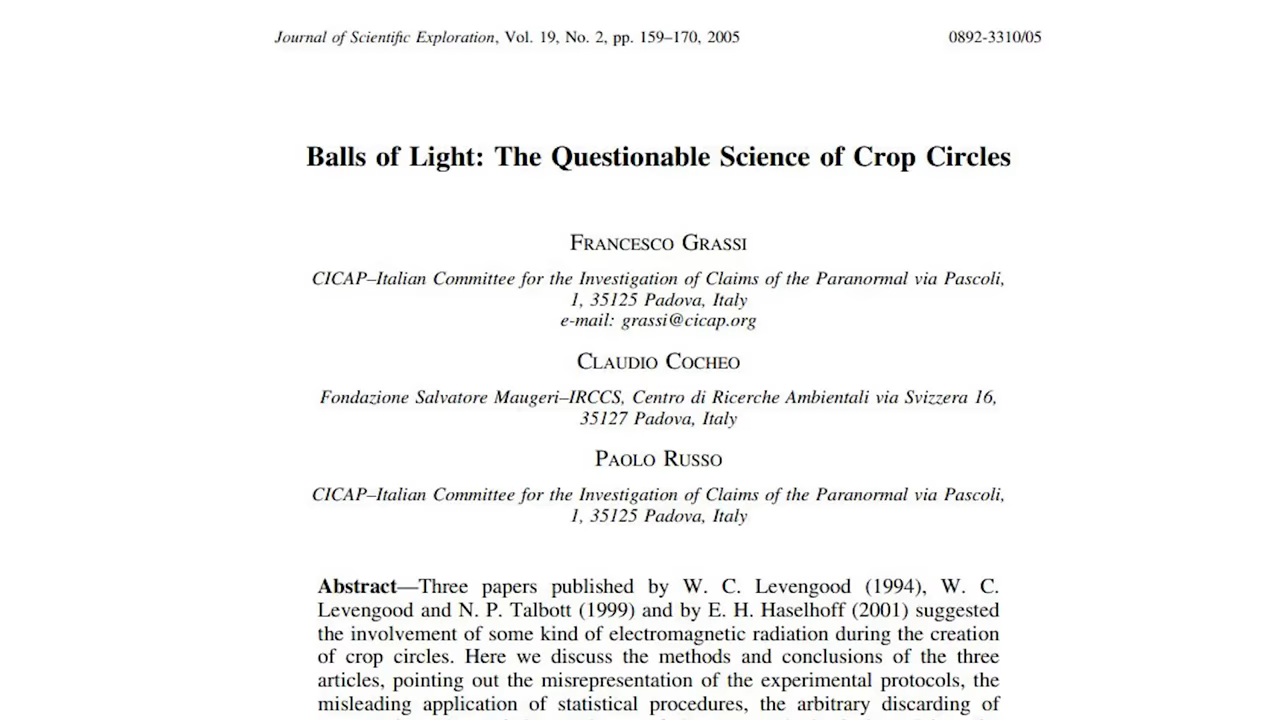 Journal of Scientific Exploration, Vol. 19, No. 2, pp. 159–170, 2005 0892-3310/05
Balls of Light: The Questionable Science of Crop Circles
FRANCESCO GRASSI
CICAP–Italian Committee for the Investigation of Claims of the Paranormal via Pascoli,
1, 35125 Padova, Italy
e-mail: grassi@cicap.org
CLAUDIO COCHEO
Fondazione Salvatore Maugeri–IRCCS, Centro di Ricerche Ambientali via Svizzera 16,
35127 Padova, Italy
PAOLO RUSSO
CICAP–Italian Committee for the Investigation of Claims of the Paranormal via Pascoli,
1, 35125 Padova, Italy
Abstract—Three papers published by W. C. Levengood (1994), W. C.
Levengood and N. P. Talbott (1999) and by E. H. Haselhoff (2001) suggested
the involvement of some kind of electromagnetic radiation during the creation
of crop circles. Here we discuss the methods and conclusions of the three
articles, pointing out the misrepresentation of the experimental protocols, the
misleading application of statistical procedures, the arbitrary discarding of